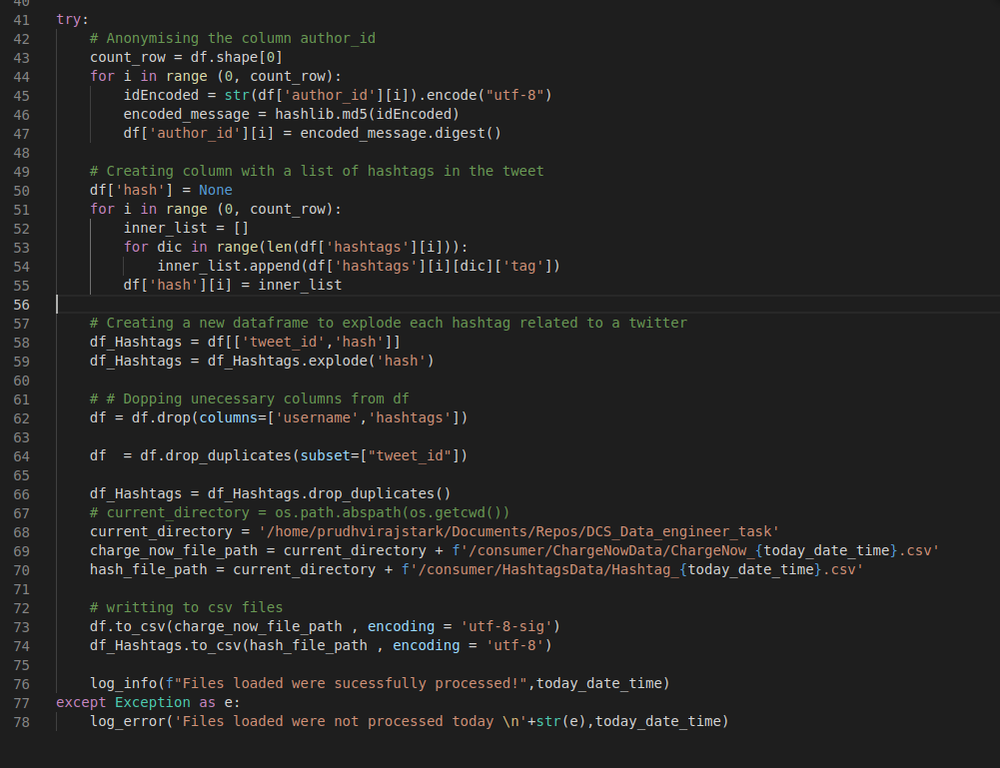 40
41 try:
42     # Anonymising the column author_id
43     count_row = df.shape[0]
44     for i in range (0, count_row):
45         idEncoded = str(df['author_id'][i]).encode("utf-8")
46         encoded_message = hashlib.md5(idEncoded)
47         df['author_id'][i] = encoded_message.digest()
48
49     # Creating column with a list of hashtags in the tweet
50     df['hash'] = None
51     for i in range (0, count_row):
52         inner_list = []
53         for dic in range(len(df['hashtags'][i])):
54             inner_list.append(df['hashtags'][i][dic]['tag'])
55         df['hash'][i] = inner_list
56
57     # Creating a new dataframe to explode each hashtag related to a twitter
58     df_Hashtags = df[['tweet_id','hash']]
59     df_Hashtags = df_Hashtags.explode('hash')
60
61     # # Dopping unecessary columns from df
62     df = df.drop(columns=['username','hashtags'])
63
64     df  = df.drop_duplicates(subset=["tweet_id"])
65
66     df_Hashtags = df_Hashtags.drop_duplicates()
67     # current_directory = os.path.abspath(os.getcwd())
68     current_directory = '/home/prudhvirajstark/Documents/Repos/DCS_Data_engineer_task'
69     charge_now_file_path = current_directory + f'/consumer/ChargeNowData/ChargeNow_{today_date_time}.csv'
70     hash_file_path = current_directory + f'/consumer/HashtagsData/Hashtag_{today_date_time}.csv'
71
72     # writting to csv files
73     df.to_csv(charge_now_file_path , encoding = 'utf-8-sig')
74     df_Hashtags.to_csv(hash_file_path , encoding = 'utf-8')
75
76     log_info(f"Files loaded were sucessfully processed!",today_date_time)
77 except Exception as e:
78     log_error('Files loaded were not processed today \n'+str(e),today_date_time)